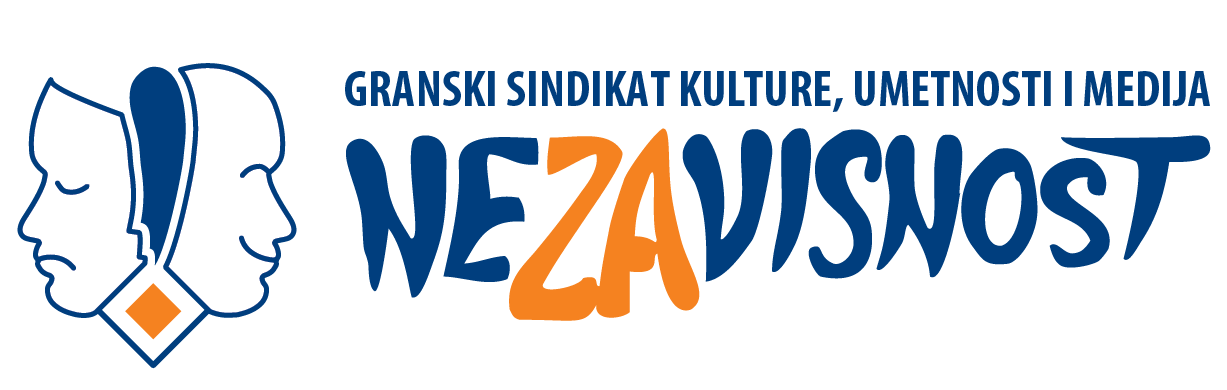 GRANSKI SINDIKAT KULTURE, UMETNOSTI I MEDIJA
NEZAVISNOST